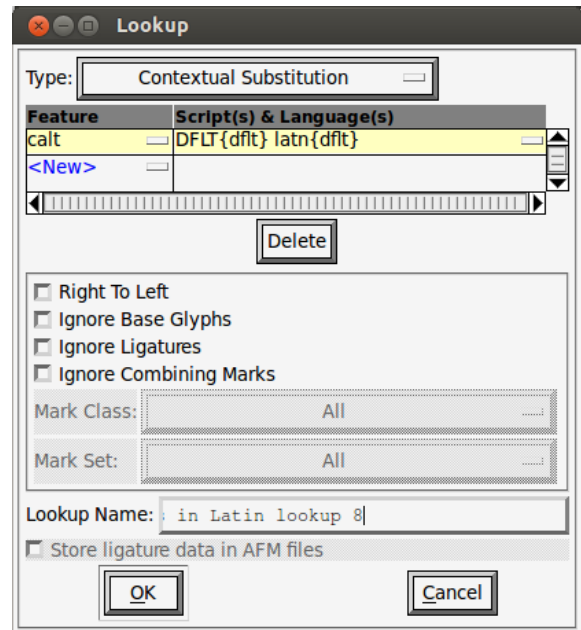 Lookup
Type: Contextual Substitution
Feature Script(s) & Language(s)
calt DFLT{dflt} latn{dflt}
<New>
Delete
Right To Left
Ignore Base Glyphs
Ignore Ligatures
Ignore Combining Marks
Mark Class: All
Mark Set: All
Lookup Name: in Latin lookup 8
Store ligature data in AFM files
OK Cancel